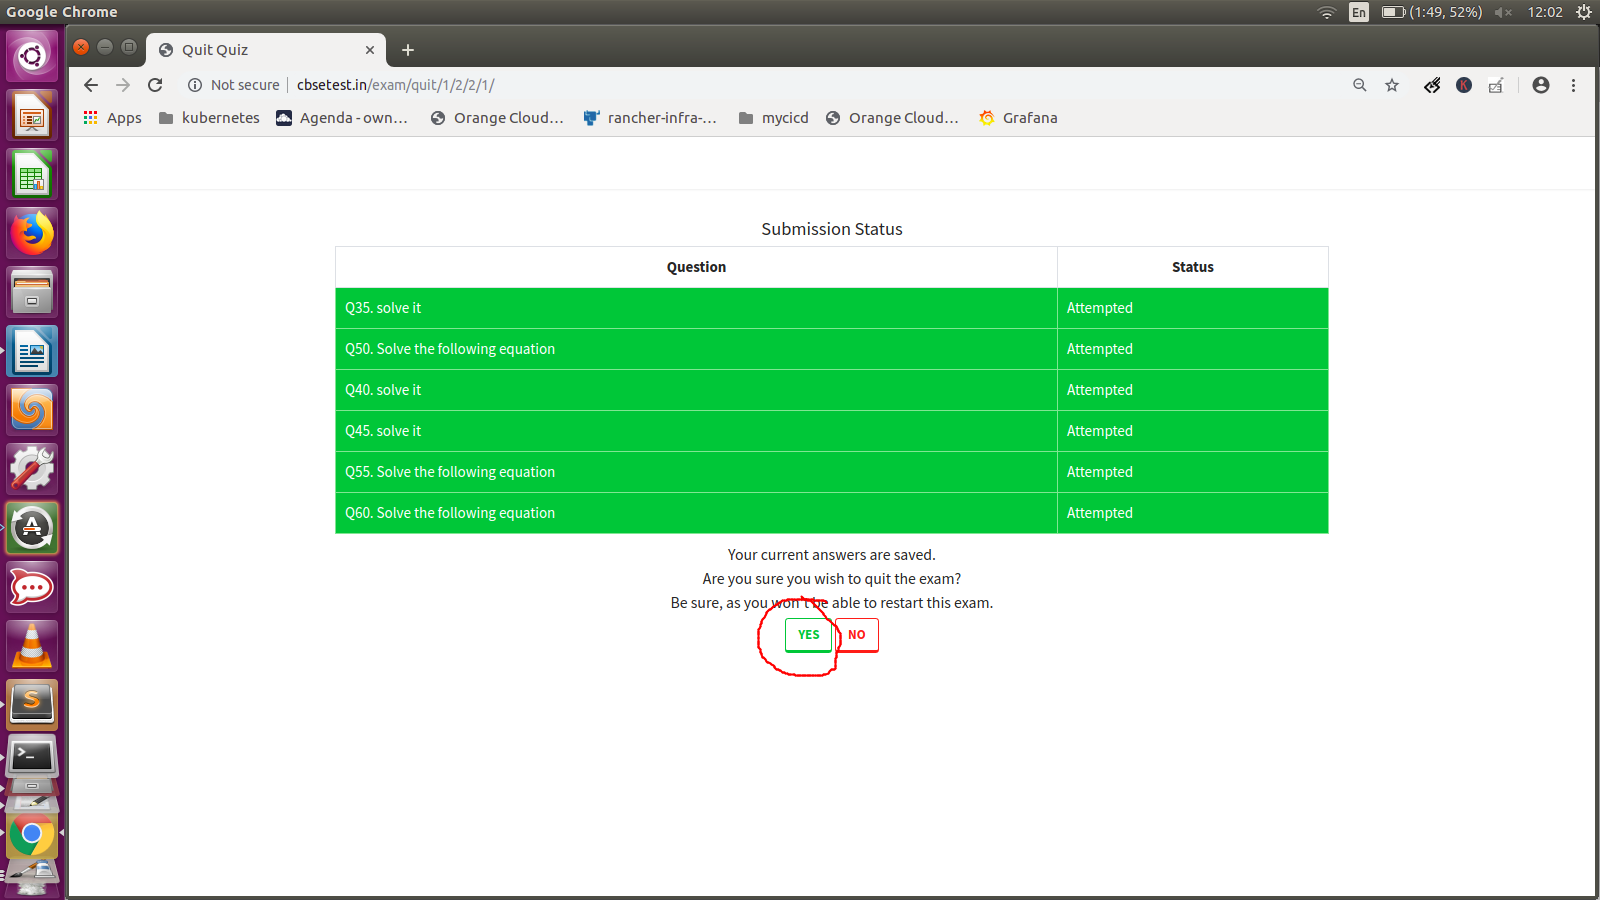 Google Chrome
En
(1:49, 52%)
12:02
Quit Quiz
Not secure
cbsetest.in/exam/quit/1/2/2/1/
K
Apps
kubernetes
Agenda - own...
Orange Cloud...
rancher-infra-...
mycicd
Orange Cloud...
Grafana
Submission Status
Question Status
Q35. solve it Attempted
Q50. Solve the following equation Attempted
Q40. solve it Attempted
Q45. solve it Attempted
Q55. Solve the following equation Attempted
Q60. Solve the following equation Attempted
Your current answers are saved.
Are you sure you wish to quit the exam?
Be sure, as you won't be able to restart this exam.
YES NO